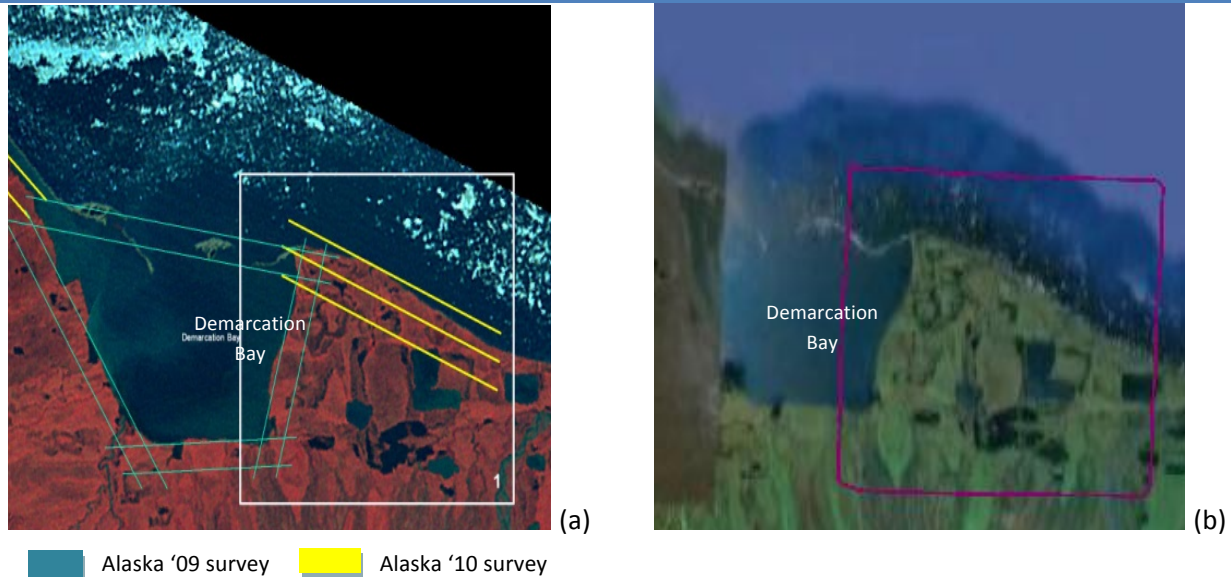 Demarcation
Bay
Demarcation Bay
1
(a)
Demarcation
Bay
(b)
Alaska ‘09 survey
Alaska ‘10 survey